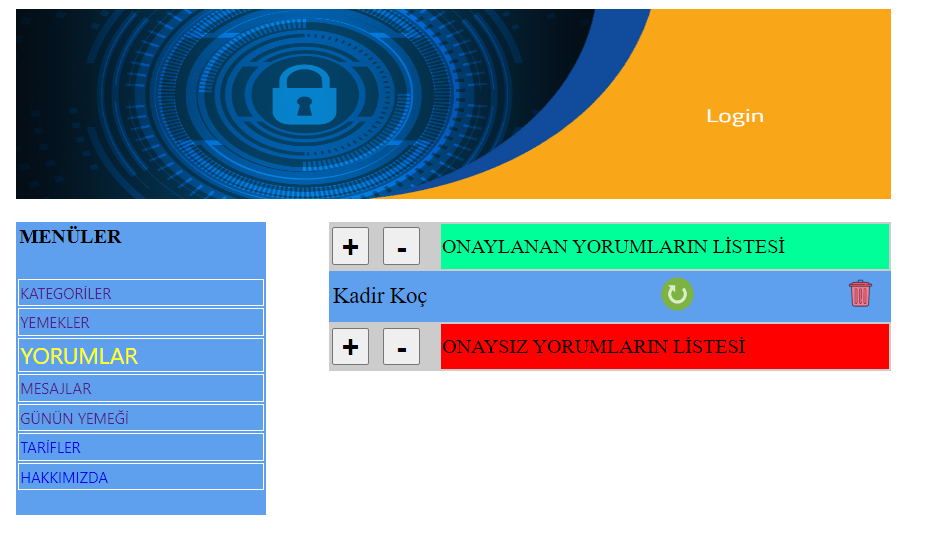 Login
MENÜLER
KATEGORİLER
YEMEKLER
YORUMLAR
MESAJLAR
GÜNÜN YEMEĞİ
TARİFLER
HAKKIMIZDA
+ - ONAYLANAN YORUMLARIN LİSTESİ
Kadir Koç
+ - ONAYSIZ YORUMLARIN LİSTESİ